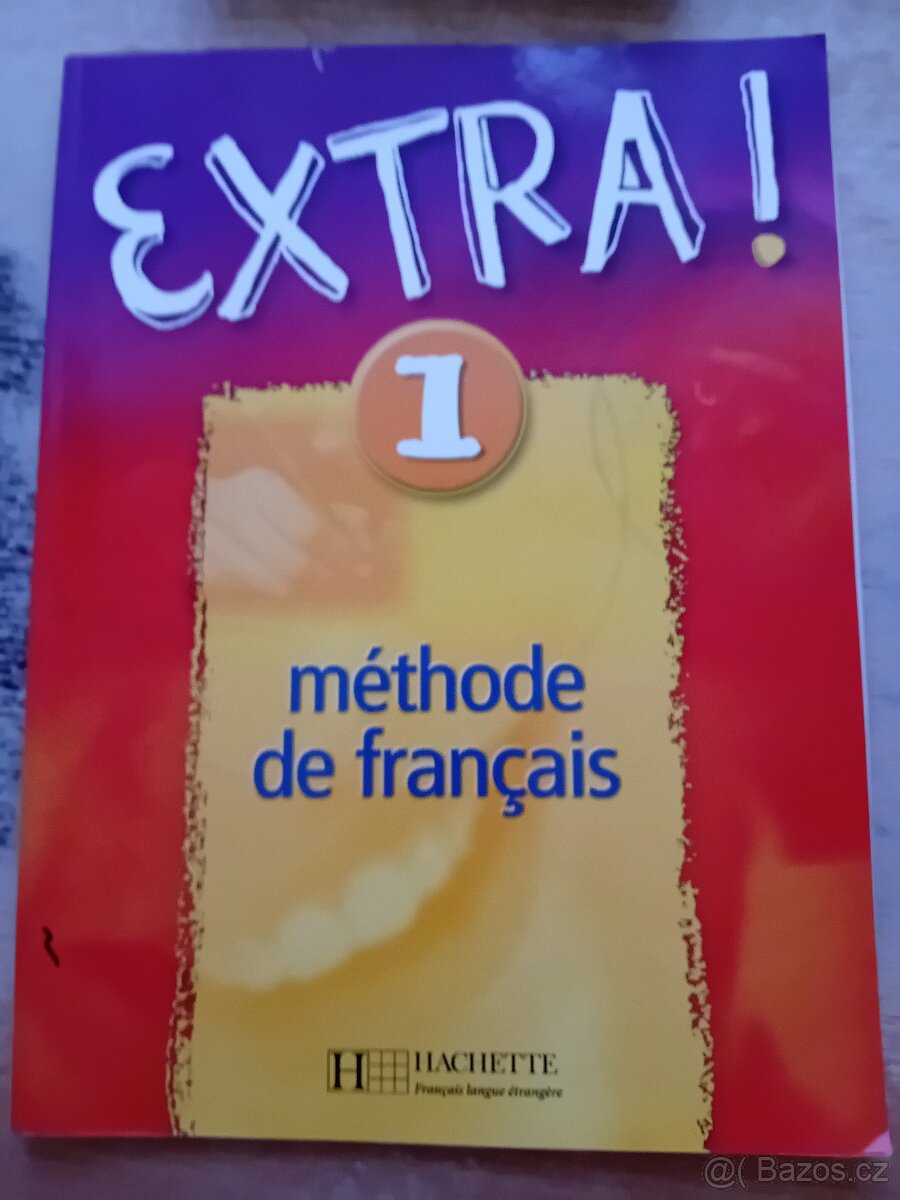 EXTRA!
1
méthode
de français
H HACHETTE
Français langue étrangère
@( Bazos.cz